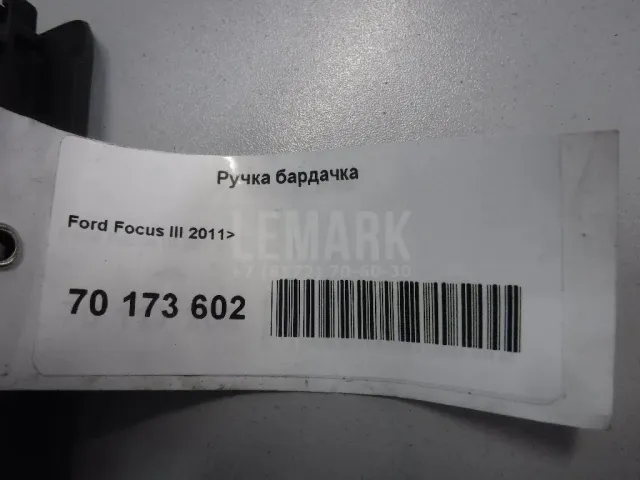 Ручка бардачка
Ford Focus III 2011>
LEMARK
70 173 602